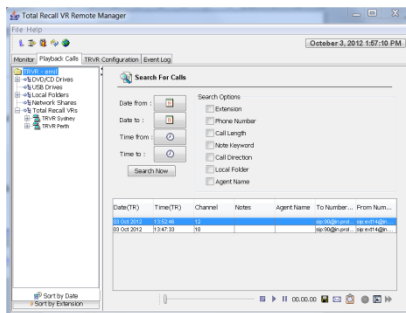 Total Recall VR Remote Manager
File Help
October 3, 2012 1:57:10 PM
Monitor Playback Calls TRVR Configuration Event Log
DVD/CD Drives
USB Drives
Local Folders
Network Shares
Total Recall VRs
TRVR Sydney
TRVR Perth
Sort by Date
Sort by Extension
Search For Calls
Date from :
Date to :
Time from :
Time to :
Search Now
Search Options
Extension
Phone Number
Call Length
Note Keyword
Call Direction
Local Folder
Agent Name
Date(TR) Time(TR) Channel Notes Agent Name To Number... From Num...
03 Oct 2012 13:52:46 12
03 Oct 2012 13:47:33 10
00.00.00